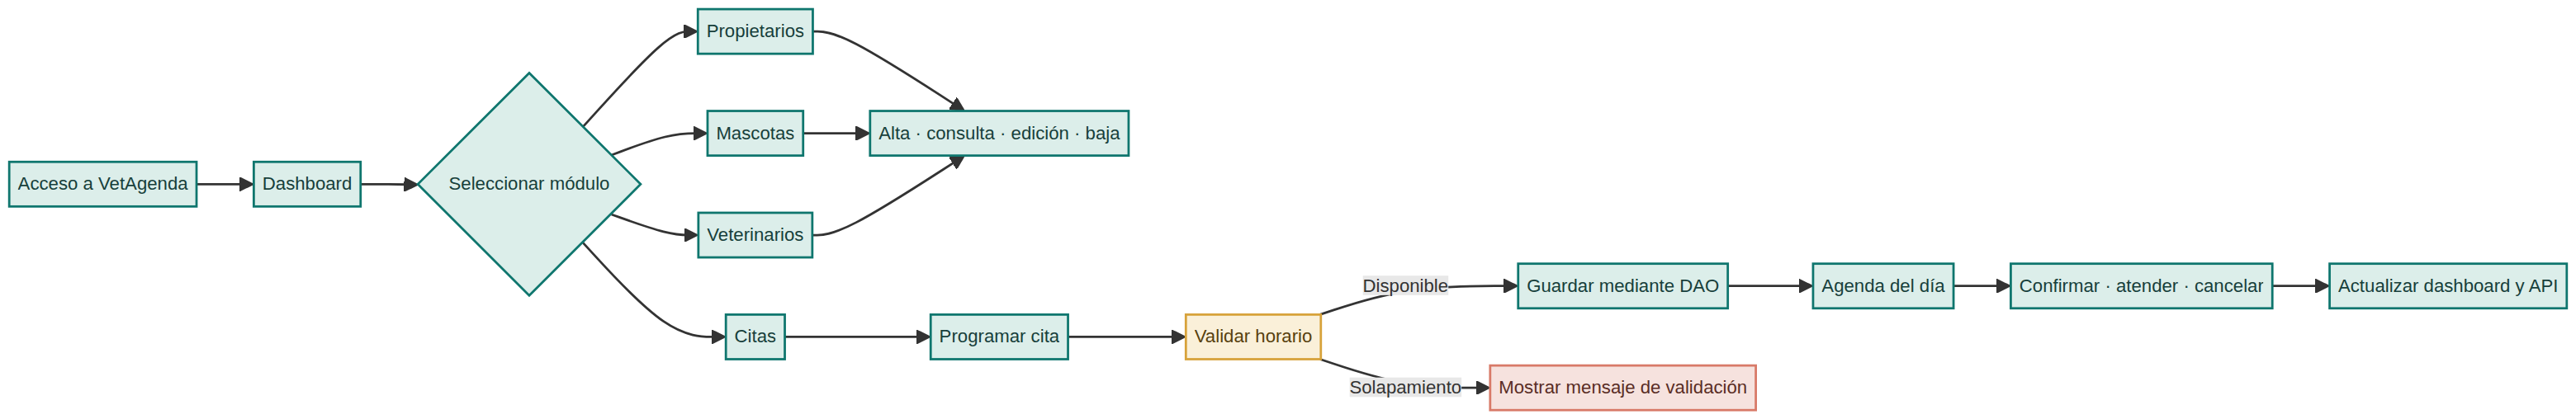 Acceso a VetAgenda
Dashboard
Seleccionar módulo
Propietarios
Mascotas
Veterinarios
Citas
Alta · consulta · edición · baja
Programar cita
Validar horario
Disponible
Solapamiento
Guardar mediante DAO
Mostrar mensaje de validación
Agenda del día
Confirmar · atender · cancelar
Actualizar dashboard y API